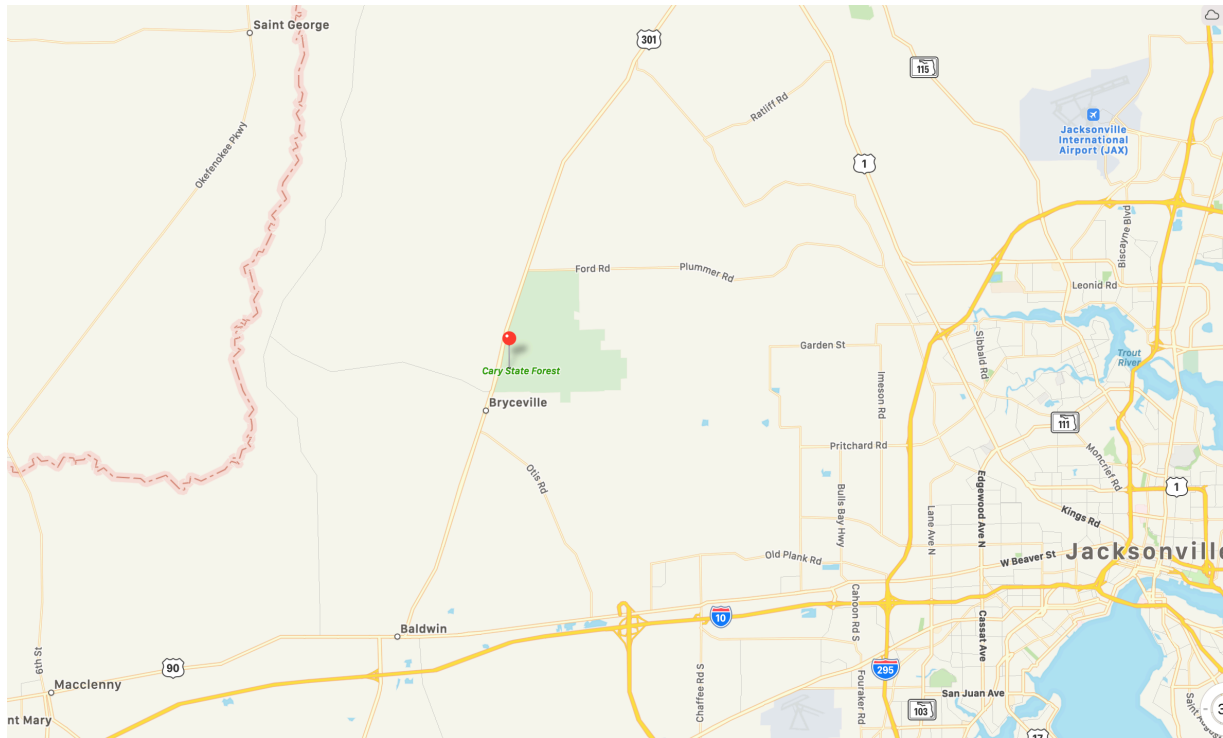 Saint George
301
115
Ratliff Rd
Jacksonville
International
Airport (JAX)
Okefenokee Pkwy
1
Biscayne Blvd
Ford Rd
Plummer Rd
Leonid Rd
Sibbald Rd
Garden St
Trout
River
Cary State Forest
Imeson Rd
Bryceville
111
Pritchard Rd
Moncrief Rd
Otis Rd
Edgewood Ave N
1
Bulls Bay Hwy
Lane Ave N
Kings Rd
Old Plank Rd
W Beaver St
Jacksonville
Cahoon Rd S
10
Baldwin
Cassat Ave
6th St
90
295
Chaffee Rd S
Fouraker Rd
Macclenny
San Juan Ave
103
nt Mary
17
3